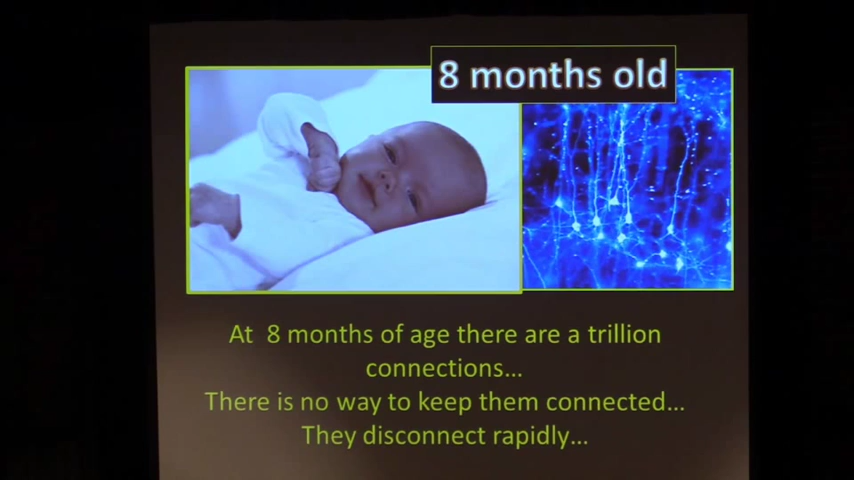 8 months old
At 8 months of age there are a trillion
connections...
There is no way to keep them connected...
They disconnect rapidly...